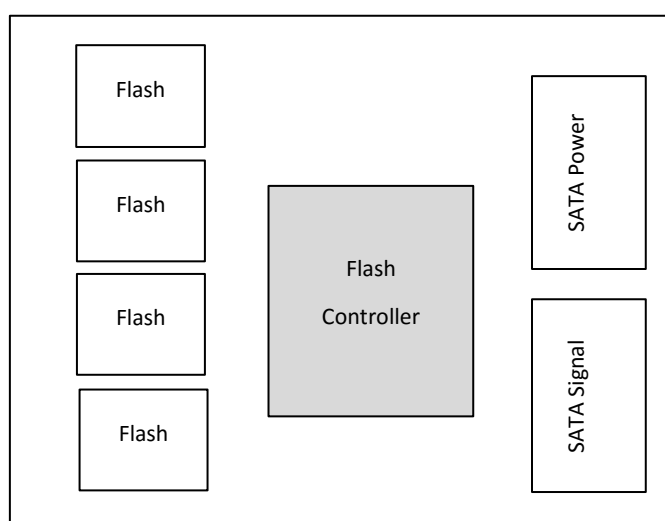 Flash
Flash
Flash
Flash
Flash
Controller
SATA Power
SATA Signal